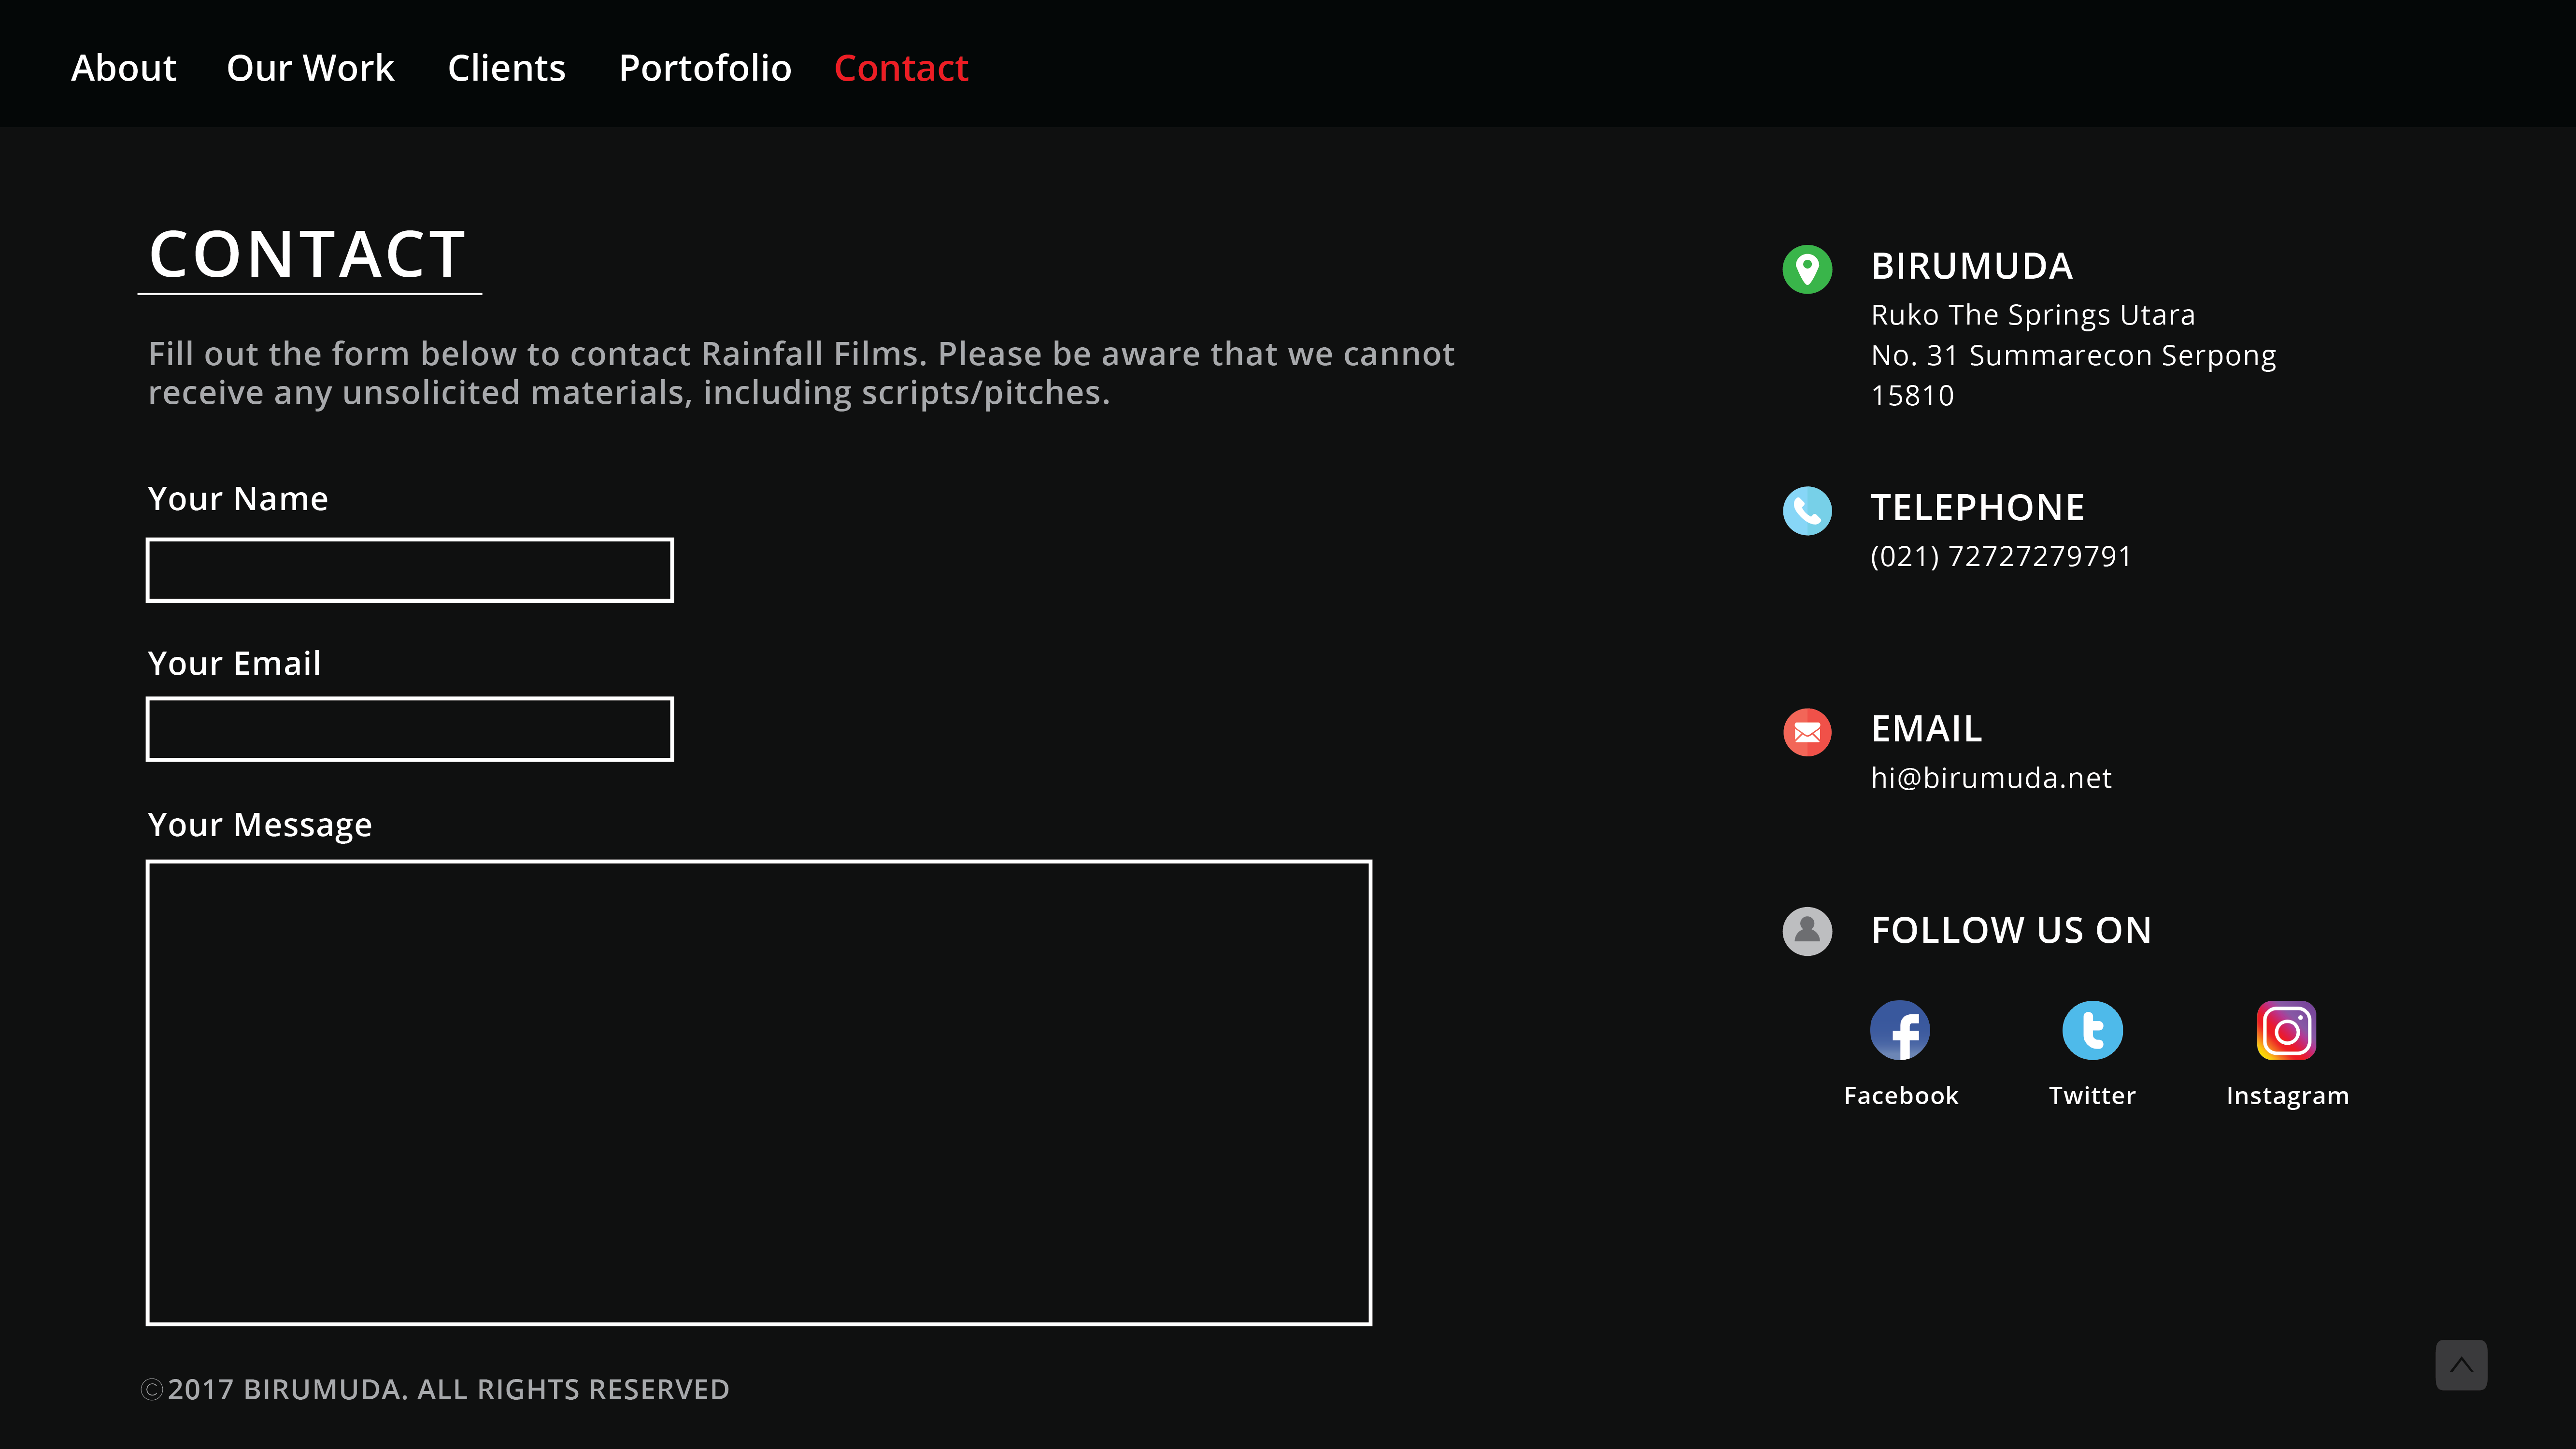 About Our Work Clients Portofolio Contact
CONTACT
Fill out the form below to contact Rainfall Films. Please be aware that we cannot
receive any unsolicited materials, including scripts/pitches.
Your Name
Your Email
Your Message
BIRUMUDA
Ruko The Springs Utara
No. 31 Summarecon Serpong
15810
TELEPHONE
(021) 72727279791
EMAIL
hi@birumuda.net
FOLLOW US ON
Facebook Twitter Instagram
©2017 BIRUMUDA. ALL RIGHTS RESERVED